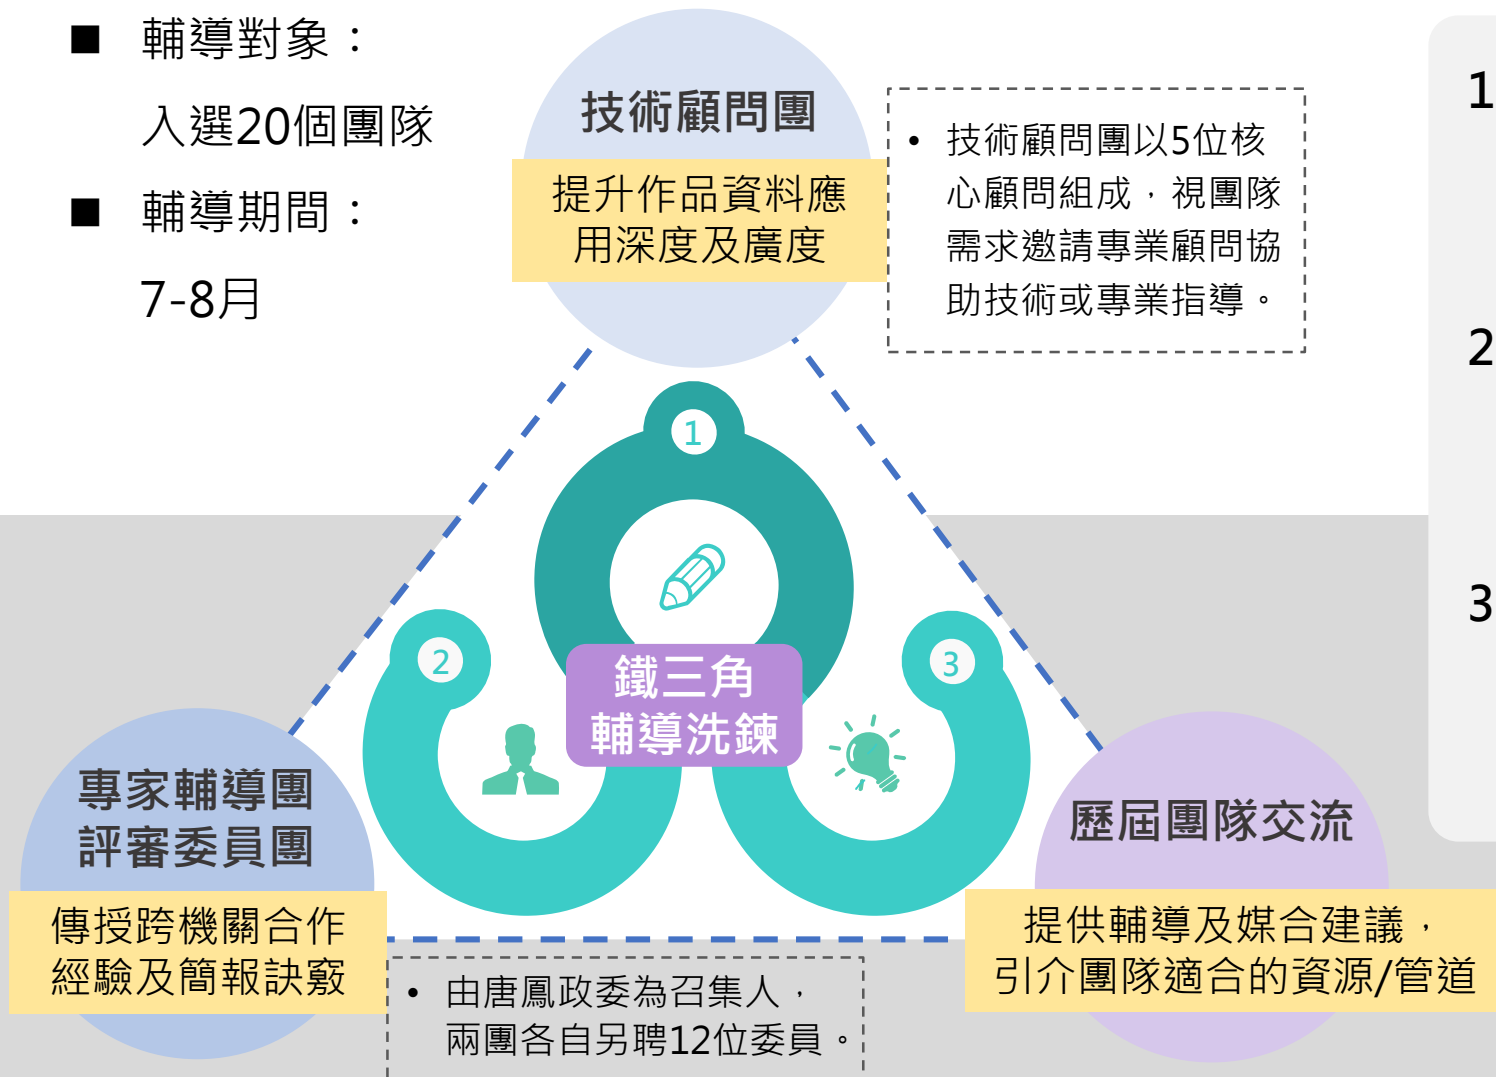 ■ 輔導對象：
入選20個團隊
■ 輔導期間：
7-8月
技術顧問團
提升作品資料應
用深度及廣度
• 技術顧問團以5位核
心顧問組成，視團隊
需求邀請專業顧問協
助技術或專業指導。
1
2
3
1
2
3
鐵三角
輔導洗鍊
專家輔導團
評審委員團
傳授跨機關合作
經驗及簡報訣竅
• 由唐鳳政委為召集人，
兩團各自另聘12位委員。
歷屆團隊交流
提供輔導及媒合建議，
引介團隊適合的資源/管道